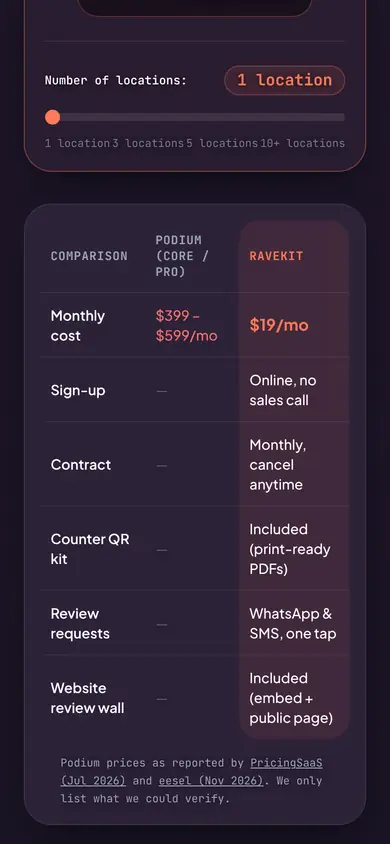 Number of locations:
1 location
1 location 3 locations 5 locations 10+ locations
COMPARISON
PODIUM
(CORE /
PRO)
RAVEKIT
Monthly
cost
$399 –
$599/mo
$19/mo
Sign-up
—
Online, no
sales call
Contract
—
Monthly,
cancel
anytime
Counter QR
kit
—
Included
(print-ready
PDFs)
Review
requests
—
WhatsApp &
SMS, one tap
Website
review wall
—
Included
(embed +
public page)
Podium prices as reported by PricingSaaS
(Jul 2026) and eesel (Nov 2026). We only
list what we could verify.